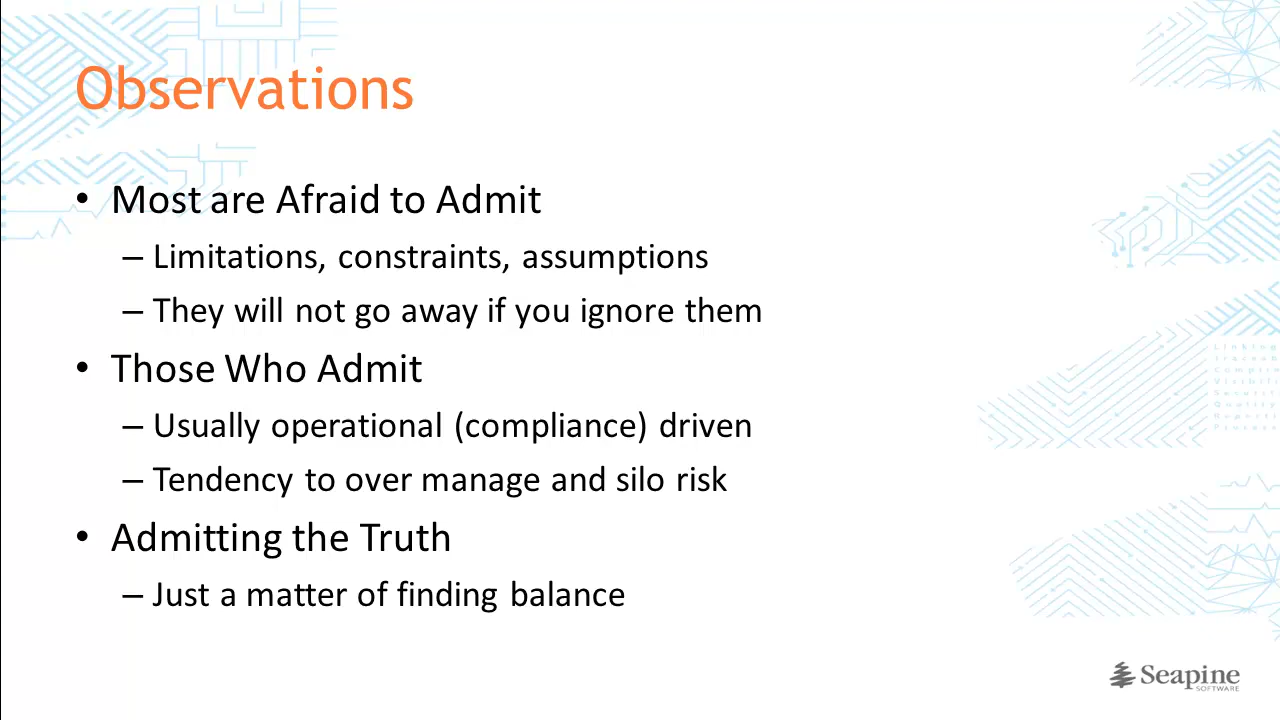 Observations
• Most are Afraid to Admit
– Limitations, constraints, assumptions
– They will not go away if you ignore them
• Those Who Admit
– Usually operational (compliance) driven
– Tendency to over manage and silo risk
• Admitting the Truth
– Just a matter of finding balance
Seapine
SOFTWARE